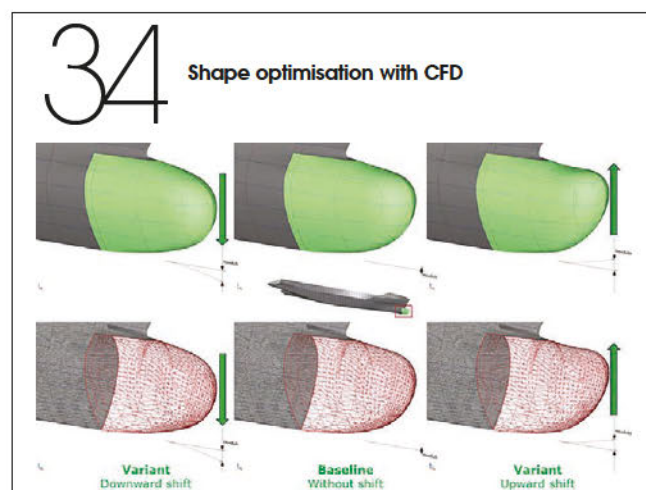 34
Shape optimisation with CFD
Variant
Downward shift
Baseline
Without shift
Variant
Upward shift